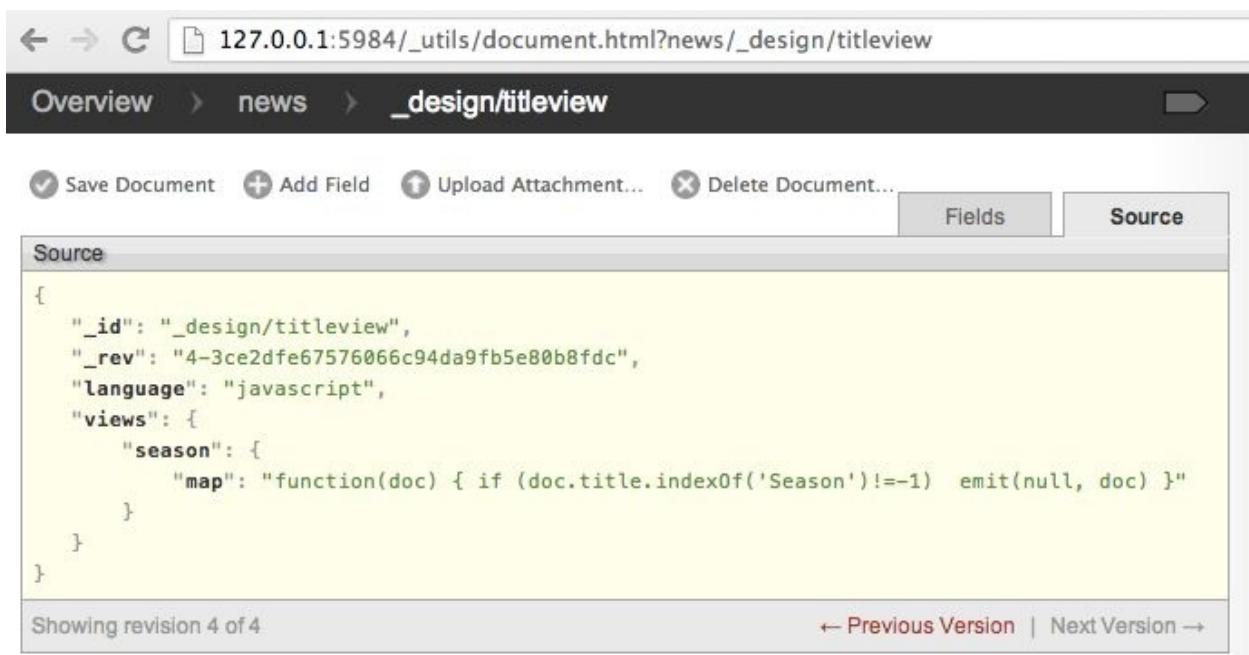 127.0.0.1:5984/_utils/document.html?news/_design/titleview
Overview > news > _design/titleview
Save Document Add Field Upload Attachment... Delete Document...
Fields Source
Source
{
"_id": "_design/titleview",
"_rev": "4-3ce2dfe67576066c94da9fb5e80b8fdc",
"language": "javascript",
"views": {
"season": {
"map": "function(doc) { if (doc.title.indexOf('Season')!=-1)  emit(null, doc) }"
}
}
}
Showing revision 4 of 4 ← Previous Version | Next Version →